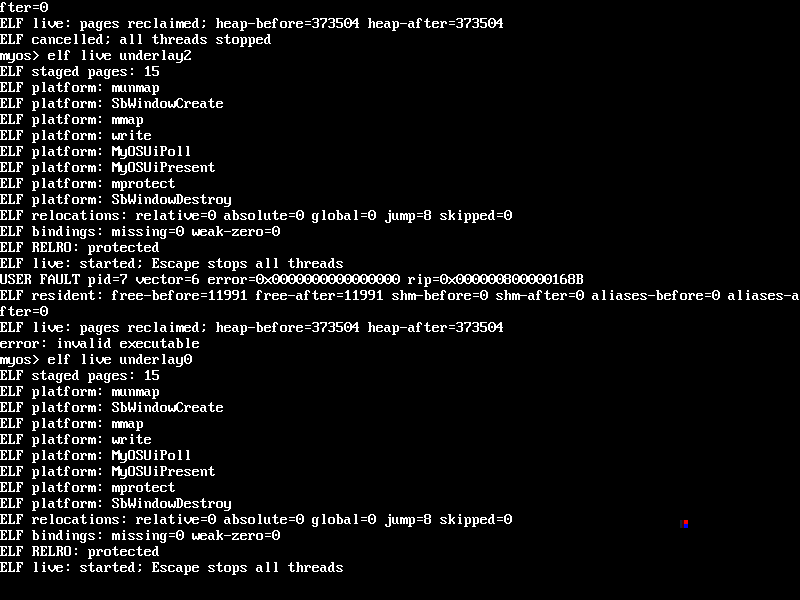 fter=0
ELF live: pages reclaimed; heap-before=373504 heap-after=373504
ELF cancelled; all threads stopped
myos> elf live underlay2
ELF staged pages: 15
ELF platform: munmap
ELF platform: SbWindowCreate
ELF platform: mmap
ELF platform: write
ELF platform: MyOSUiPoll
ELF platform: MyOSUiPresent
ELF platform: mprotect
ELF platform: SbWindowDestroy
ELF relocations: relative=0 absolute=0 global=0 jump=8 skipped=0
ELF bindings: missing=0 weak-zero=0
ELF RELRO: protected
ELF live: started; Escape stops all threads
USER FAULT pid=7 vector=6 error=0x0000000000000000 rip=0x000000800000168B
ELF resident: free-before=11991 free-after=11991 shm-before=0 shm-after=0 aliases-before=0 aliases-a
fter=0
ELF live: pages reclaimed; heap-before=373504 heap-after=373504
error: invalid executable
myos> elf live underlay0
ELF staged pages: 15
ELF platform: munmap
ELF platform: SbWindowCreate
ELF platform: mmap
ELF platform: write
ELF platform: MyOSUiPoll
ELF platform: MyOSUiPresent
ELF platform: mprotect
ELF platform: SbWindowDestroy
ELF relocations: relative=0 absolute=0 global=0 jump=8 skipped=0
ELF bindings: missing=0 weak-zero=0
ELF RELRO: protected
ELF live: started; Escape stops all threads